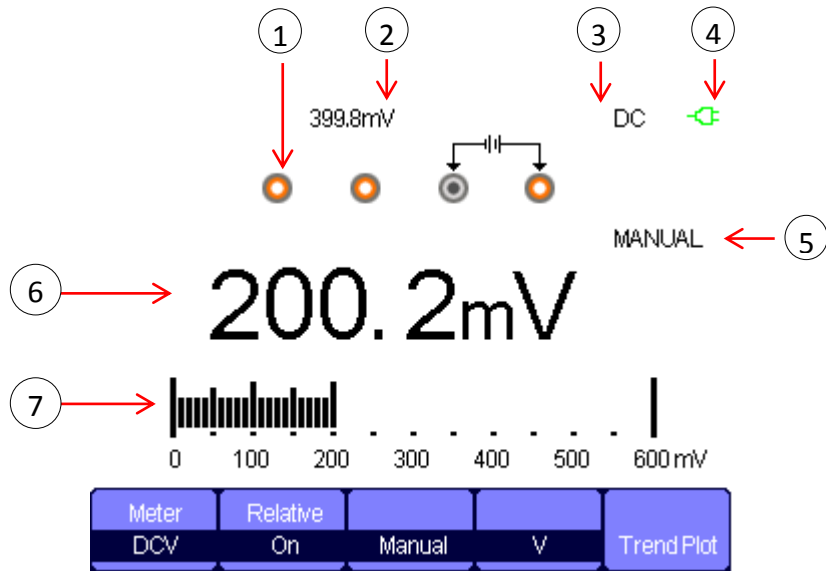 1 2 3 4
399.8mV DC
MANUAL 5
6 200.2mV
7
0 100 200 300 400 500 600 mV
Meter Relative
DCV On Manual V Trend Plot